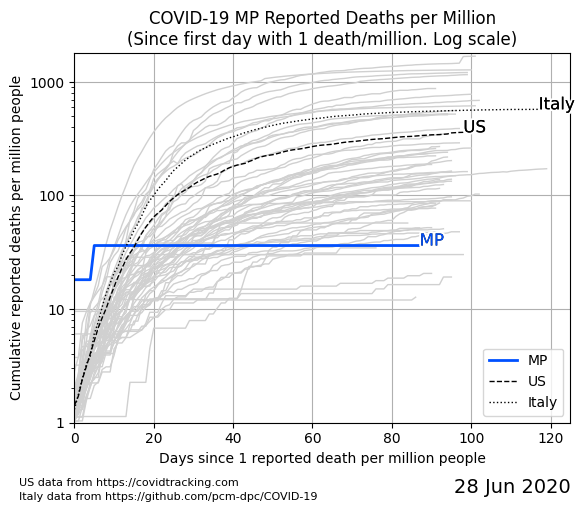 COVID-19 MP Reported Deaths per Million
(Since first day with 1 death/million. Log scale)
Cumulative reported deaths per million people
1000
100
10
1
Italy
US
MP
MP
US
Italy
0 20 40 60 80 100 120
Days since 1 reported death per million people
US data from https://covidtracking.com
Italy data from https://github.com/pcm-dpc/COVID-19
28 Jun 2020